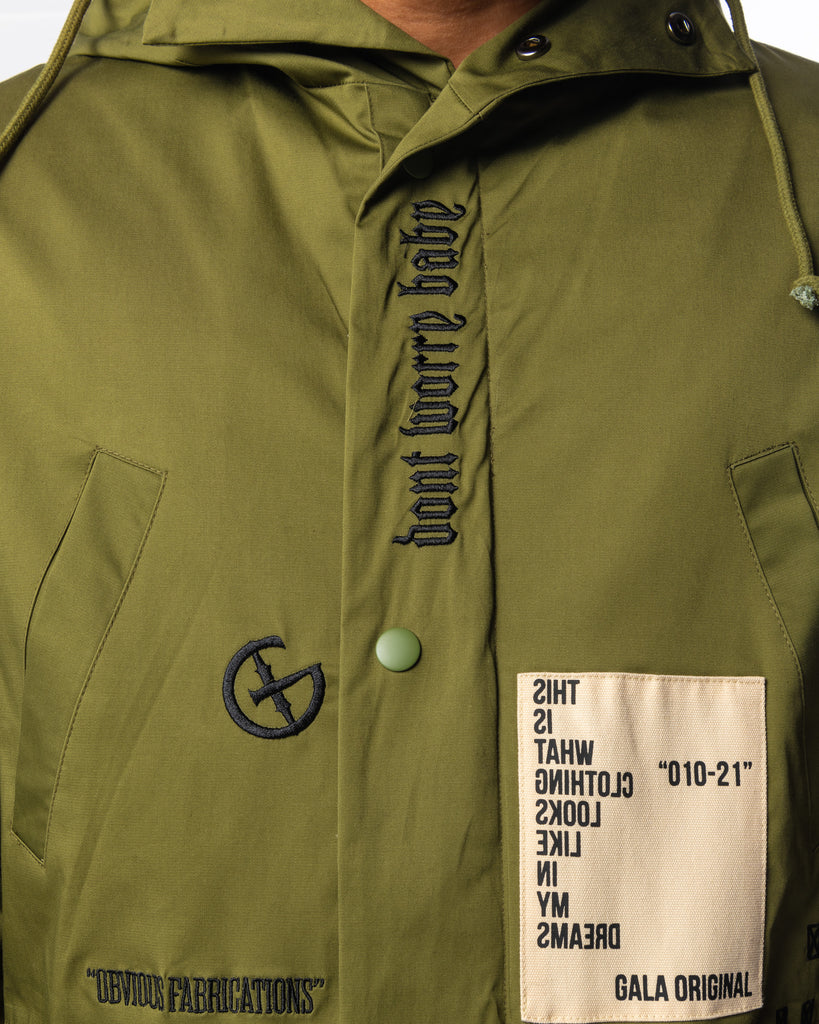 dont worry babe
THIS
IS
WHAT
CLOTHING
LOOKS
LIKE
IN
MY
DREAMS
"010-21"
GALA ORIGINAL
"OBVIOUS FABRICATIONS"